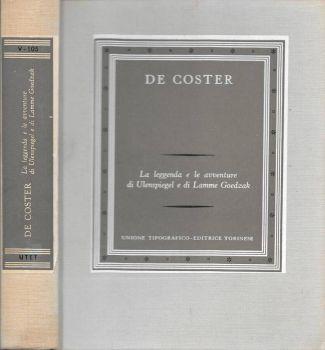 V-105
La leggenda e le avventure
di Ulenspiegel e di Lamme Goedzak
DE COSTER
UTET
DE COSTER
La leggenda e le avventure
di Ulenspiegel e di Lamme Goedzak
UNIONE TIPOGRAFICO-EDITRICE TORINESE